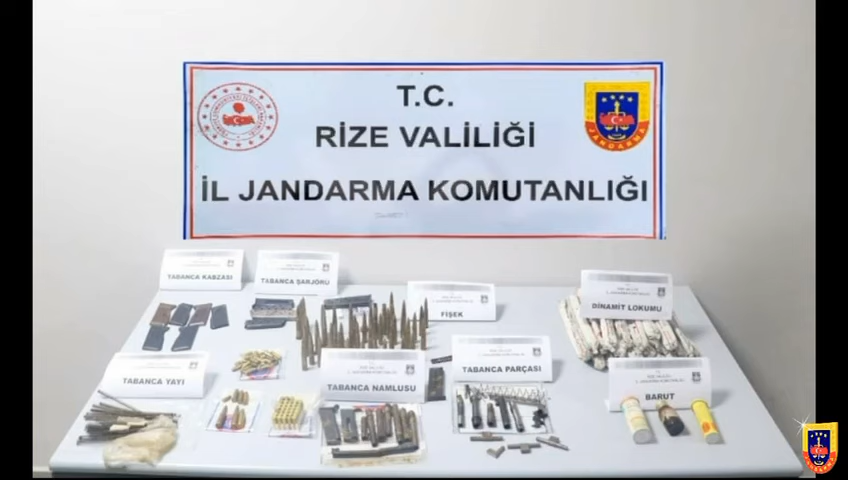 T.C.
RİZE VALİLİĞİ
İL JANDARMA KOMUTANLIĞI
JANDARMA
TABANCA KABZASI
TABANCA ŞARJÖRÜ
FİŞEK
DİNAMİT LOKUMU
TABANCA YAYI
TABANCA NAMLUSU
TABANCA PARÇASI
BARUT